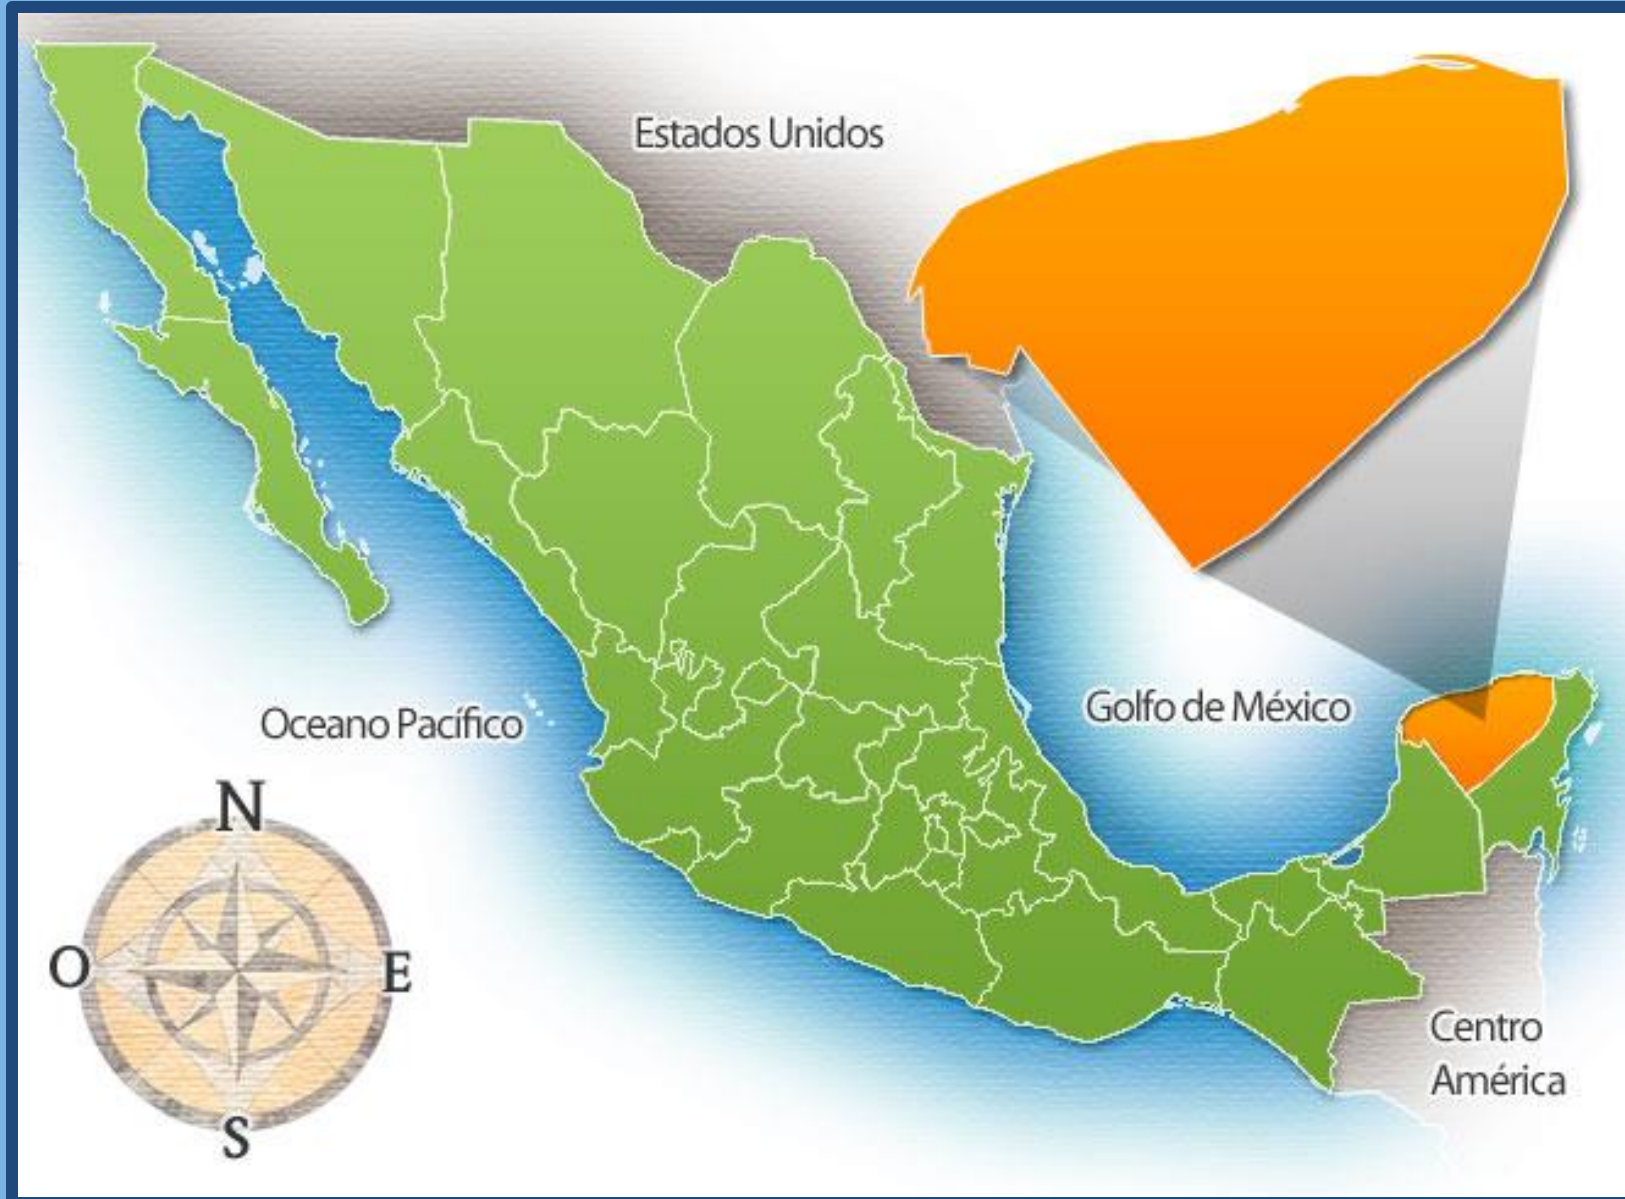 Estados Unidos
Golfo de México
Oceano Pacífico
N
O
E
S
Centro
América